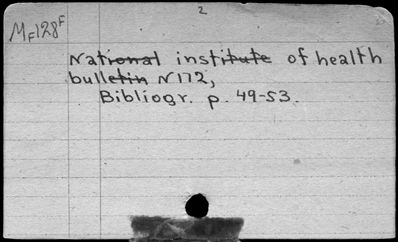 2
MF128F
National institute of health
bulletin N172,
Bibliogr. p. 49-53.